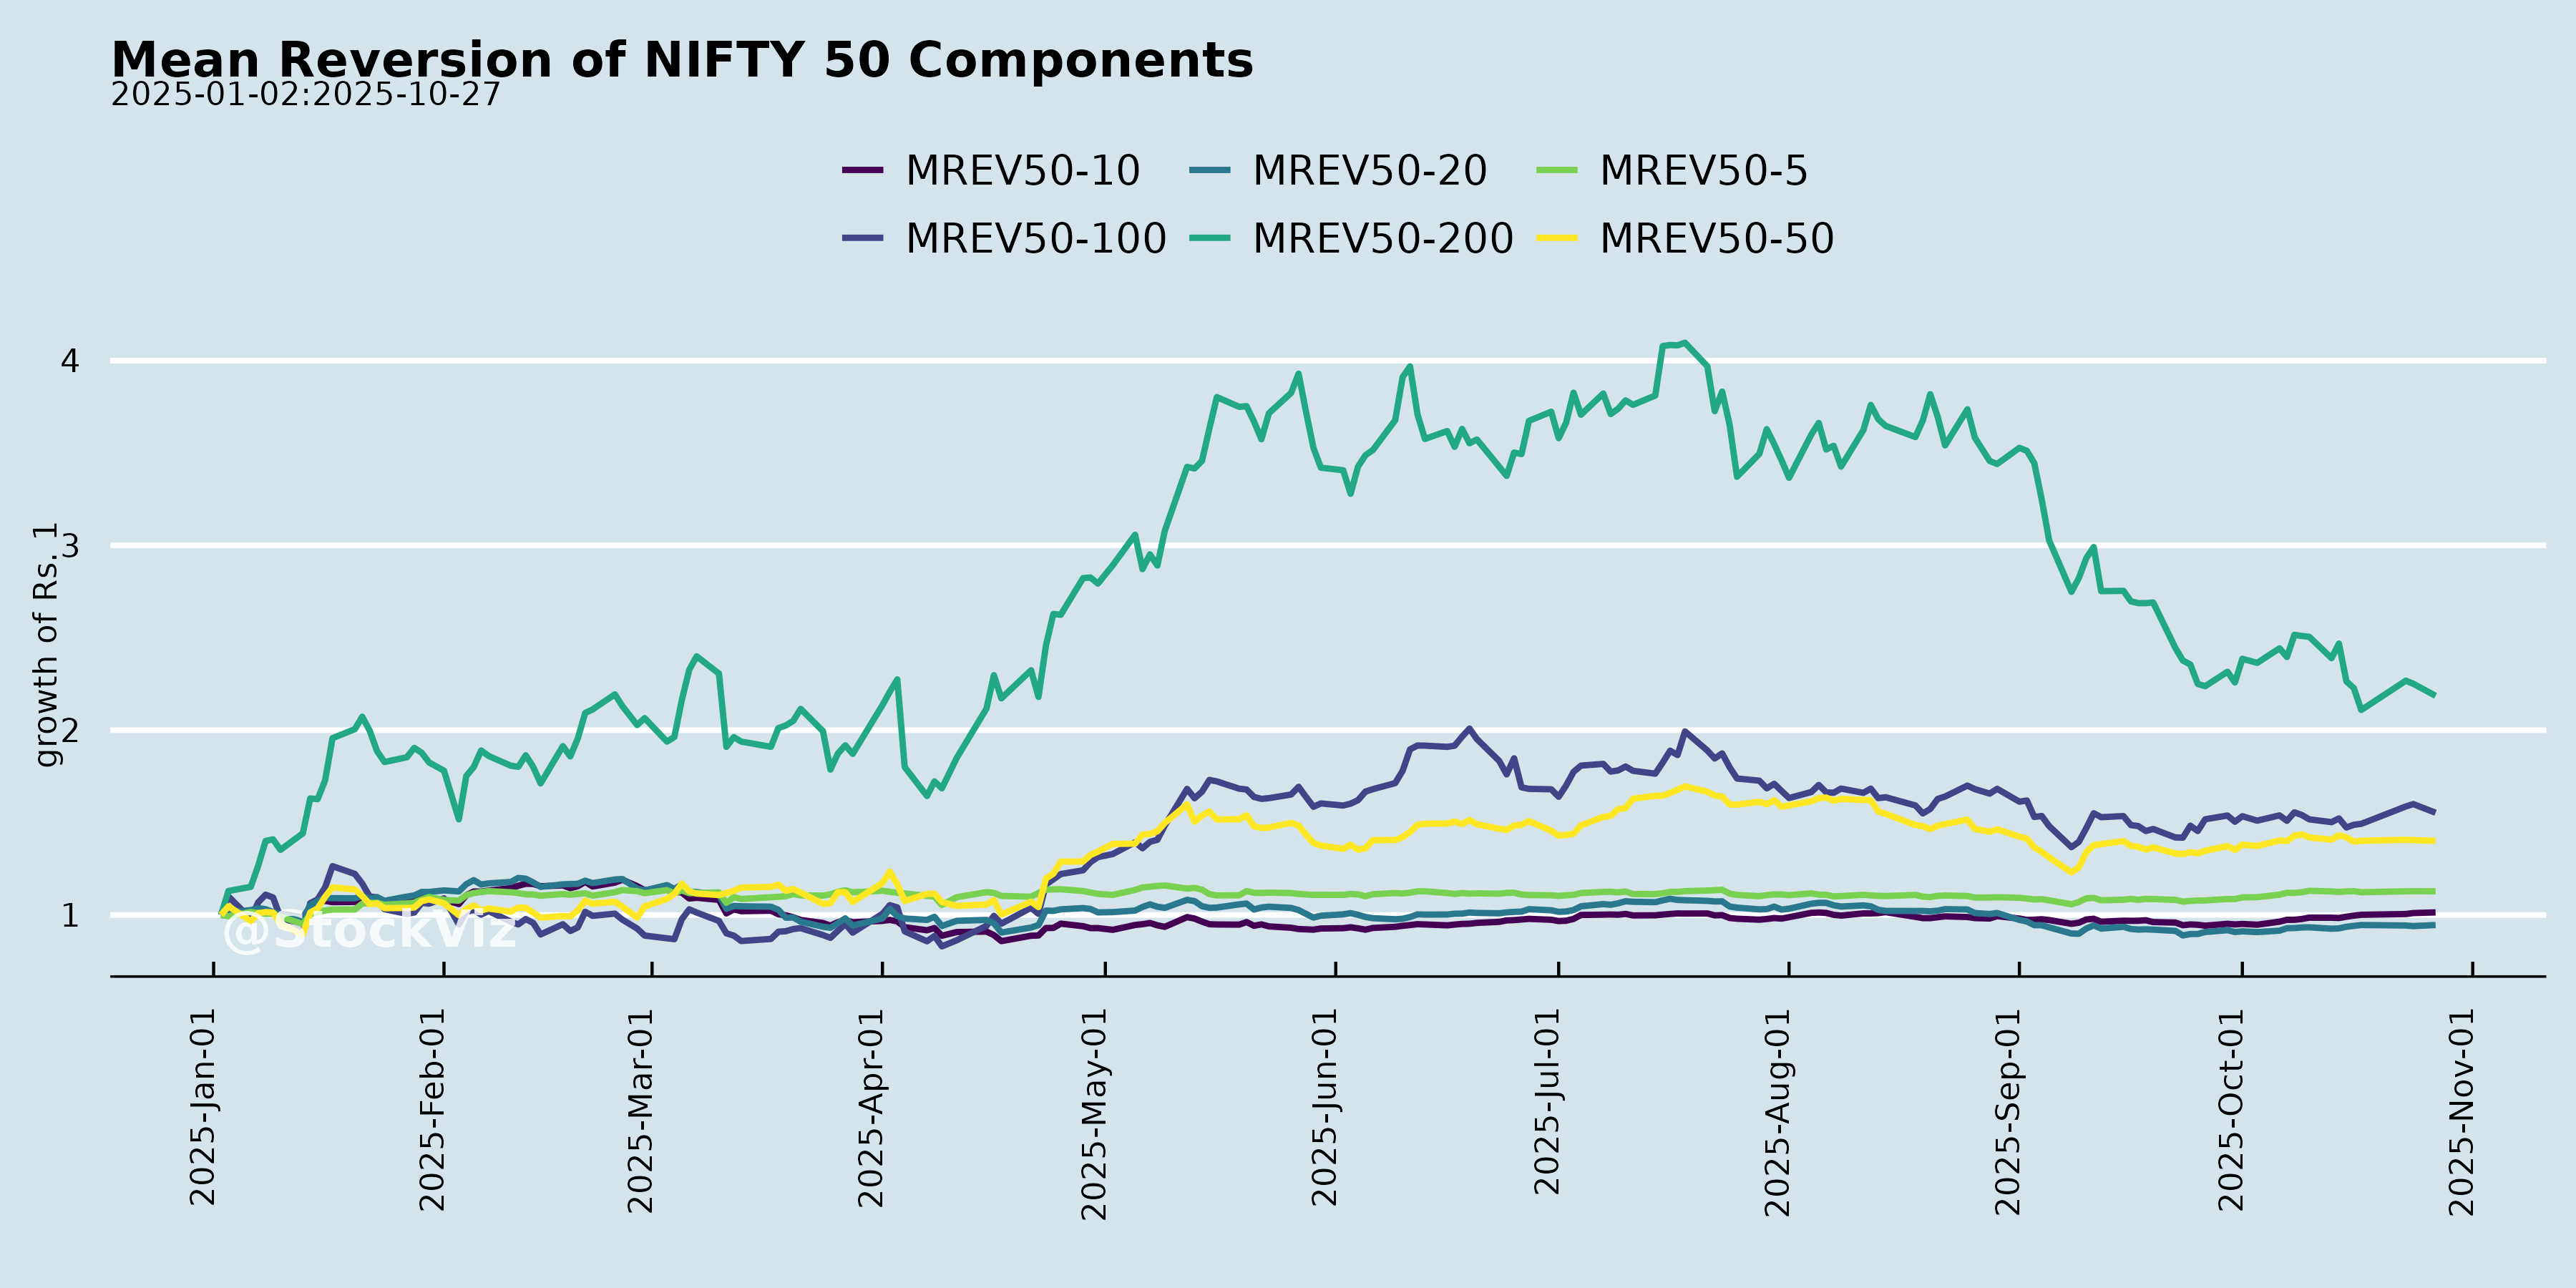 Mean Reversion of NIFTY 50 Components
2025-01-02:2025-10-27
MREV50-10 MREV50-20 MREV50-5
MREV50-100 MREV50-200 MREV50-50
growth of Rs. 1
4
3
2
1
@StockViz
2025-Jan-01
2025-Feb-01
2025-Mar-01
2025-Apr-01
2025-May-01
2025-Jun-01
2025-Jul-01
2025-Aug-01
2025-Sep-01
2025-Oct-01
2025-Nov-01